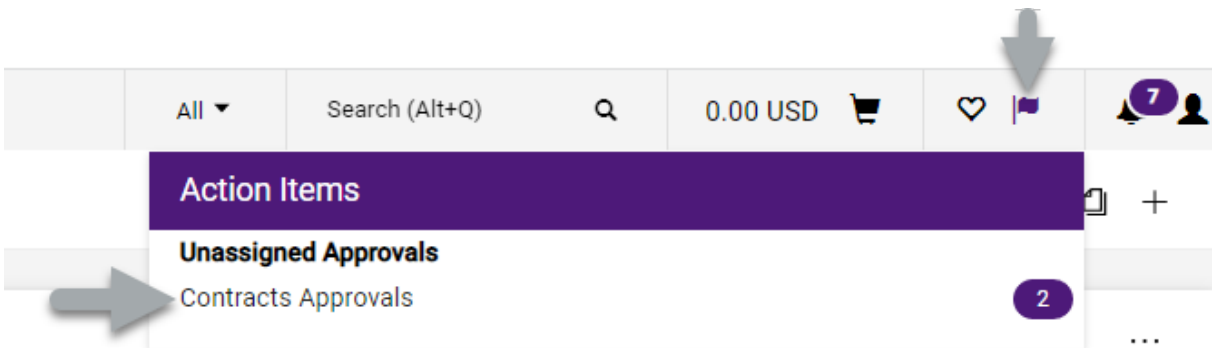 All Search (Alt+Q) 0.00 USD 7
Action Items
Unassigned Approvals
Contracts Approvals 2